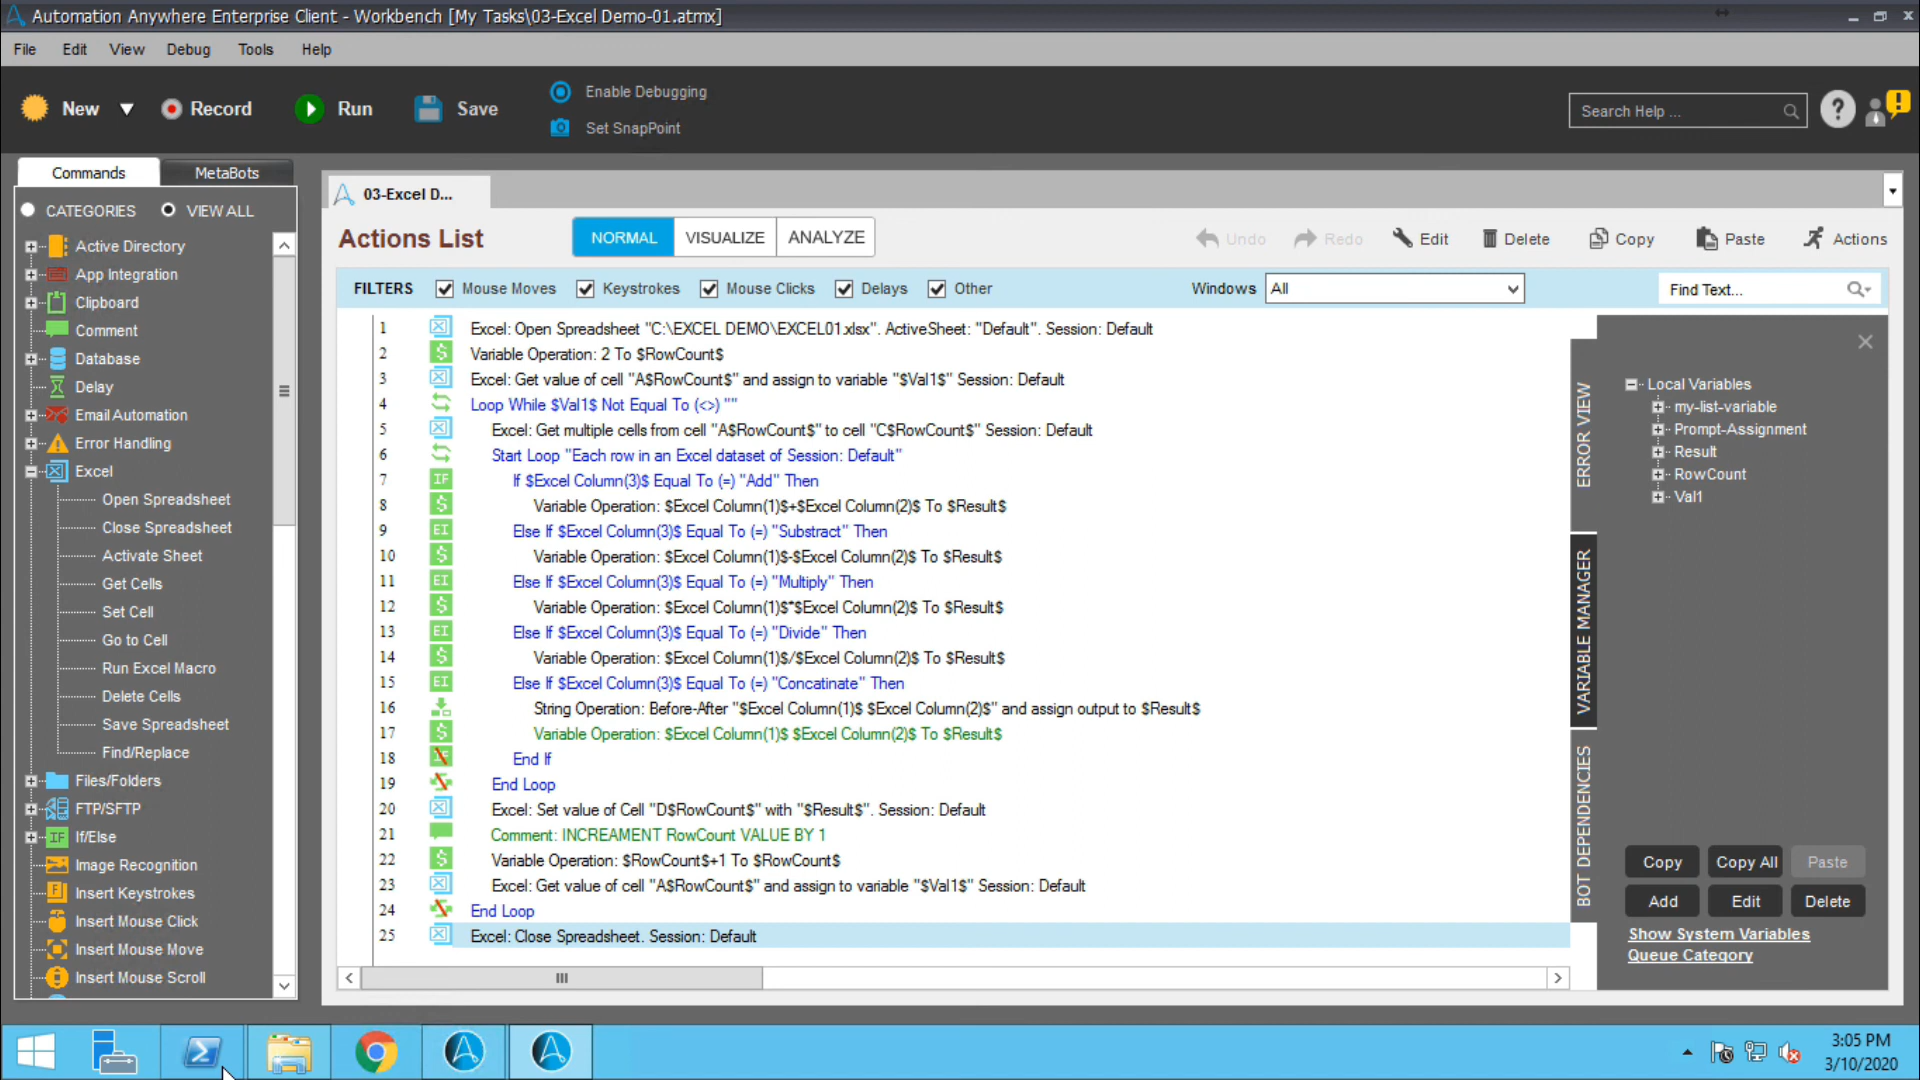 Automation Anywhere Enterprise Client - Workbench [My Tasks\03-Excel Demo-01.atmx]
File Edit View Debug Tools Help
New Record Run Save
Enable Debugging
Set SnapPoint
Search Help ...
Commands MetaBots
CATEGORIES VIEW ALL
Active Directory
App Integration
Clipboard
Comment
Database
Delay
Email Automation
Error Handling
Excel
Open Spreadsheet
Close Spreadsheet
Activate Sheet
Get Cells
Set Cell
Go to Cell
Run Excel Macro
Delete Cells
Save Spreadsheet
Find/Replace
Files/Folders
FTP/SFTP
If/Else
Image Recognition
Insert Keystrokes
Insert Mouse Click
Insert Mouse Move
Insert Mouse Scroll
03-Excel D...
Actions List NORMAL VISUALIZE ANALYZE Undo Redo Edit Delete Copy Paste Actions
FILTERS Mouse Moves Keystrokes Mouse Clicks Delays Other Windows All Find Text...
1 Excel: Open Spreadsheet "C:\EXCEL DEMO\EXCEL01.xlsx". ActiveSheet: "Default". Session: Default
2 Variable Operation: 2 To $RowCount$
3 Excel: Get value of cell "A$RowCount$" and assign to variable "$Val1$" Session: Default
4 Loop While $Val1$ Not Equal To (<>) ""
5 Excel: Get multiple cells from cell "A$RowCount$" to cell "C$RowCount$" Session: Default
6 Start Loop "Each row in an Excel dataset of Session: Default"
7 IF If $Excel Column(3)$ Equal To (=) "Add" Then
8 Variable Operation: $Excel Column(1)$+$Excel Column(2)$ To $Result$
9 EI Else If $Excel Column(3)$ Equal To (=) "Substract" Then
10 Variable Operation: $Excel Column(1)$-$Excel Column(2)$ To $Result$
11 EI Else If $Excel Column(3)$ Equal To (=) "Multiply" Then
12 Variable Operation: $Excel Column(1)$*$Excel Column(2)$ To $Result$
13 EI Else If $Excel Column(3)$ Equal To (=) "Divide" Then
14 Variable Operation: $Excel Column(1)$/$Excel Column(2)$ To $Result$
15 EI Else If $Excel Column(3)$ Equal To (=) "Concatinate" Then
16 String Operation: Before-After "$Excel Column(1)$ $Excel Column(2)$" and assign output to $Result$
17 Variable Operation: $Excel Column(1)$ $Excel Column(2)$ To $Result$
18 End If
19 End Loop
20 Excel: Set value of Cell "D$RowCount$" with "$Result$". Session: Default
21 Comment: INCREAMENT RowCount VALUE BY 1
22 Variable Operation: $RowCount$+1 To $RowCount$
23 Excel: Get value of cell "A$RowCount$" and assign to variable "$Val1$" Session: Default
24 End Loop
25 Excel: Close Spreadsheet. Session: Default
ERROR VIEW
VARIABLE MANAGER
BOT DEPENDENCIES
Local Variables
my-list-variable
Prompt-Assignment
Result
RowCount
Val1
Copy Copy All Paste
Add Edit Delete
Show System Variables
Queue Category
3:05 PM
3/10/2020